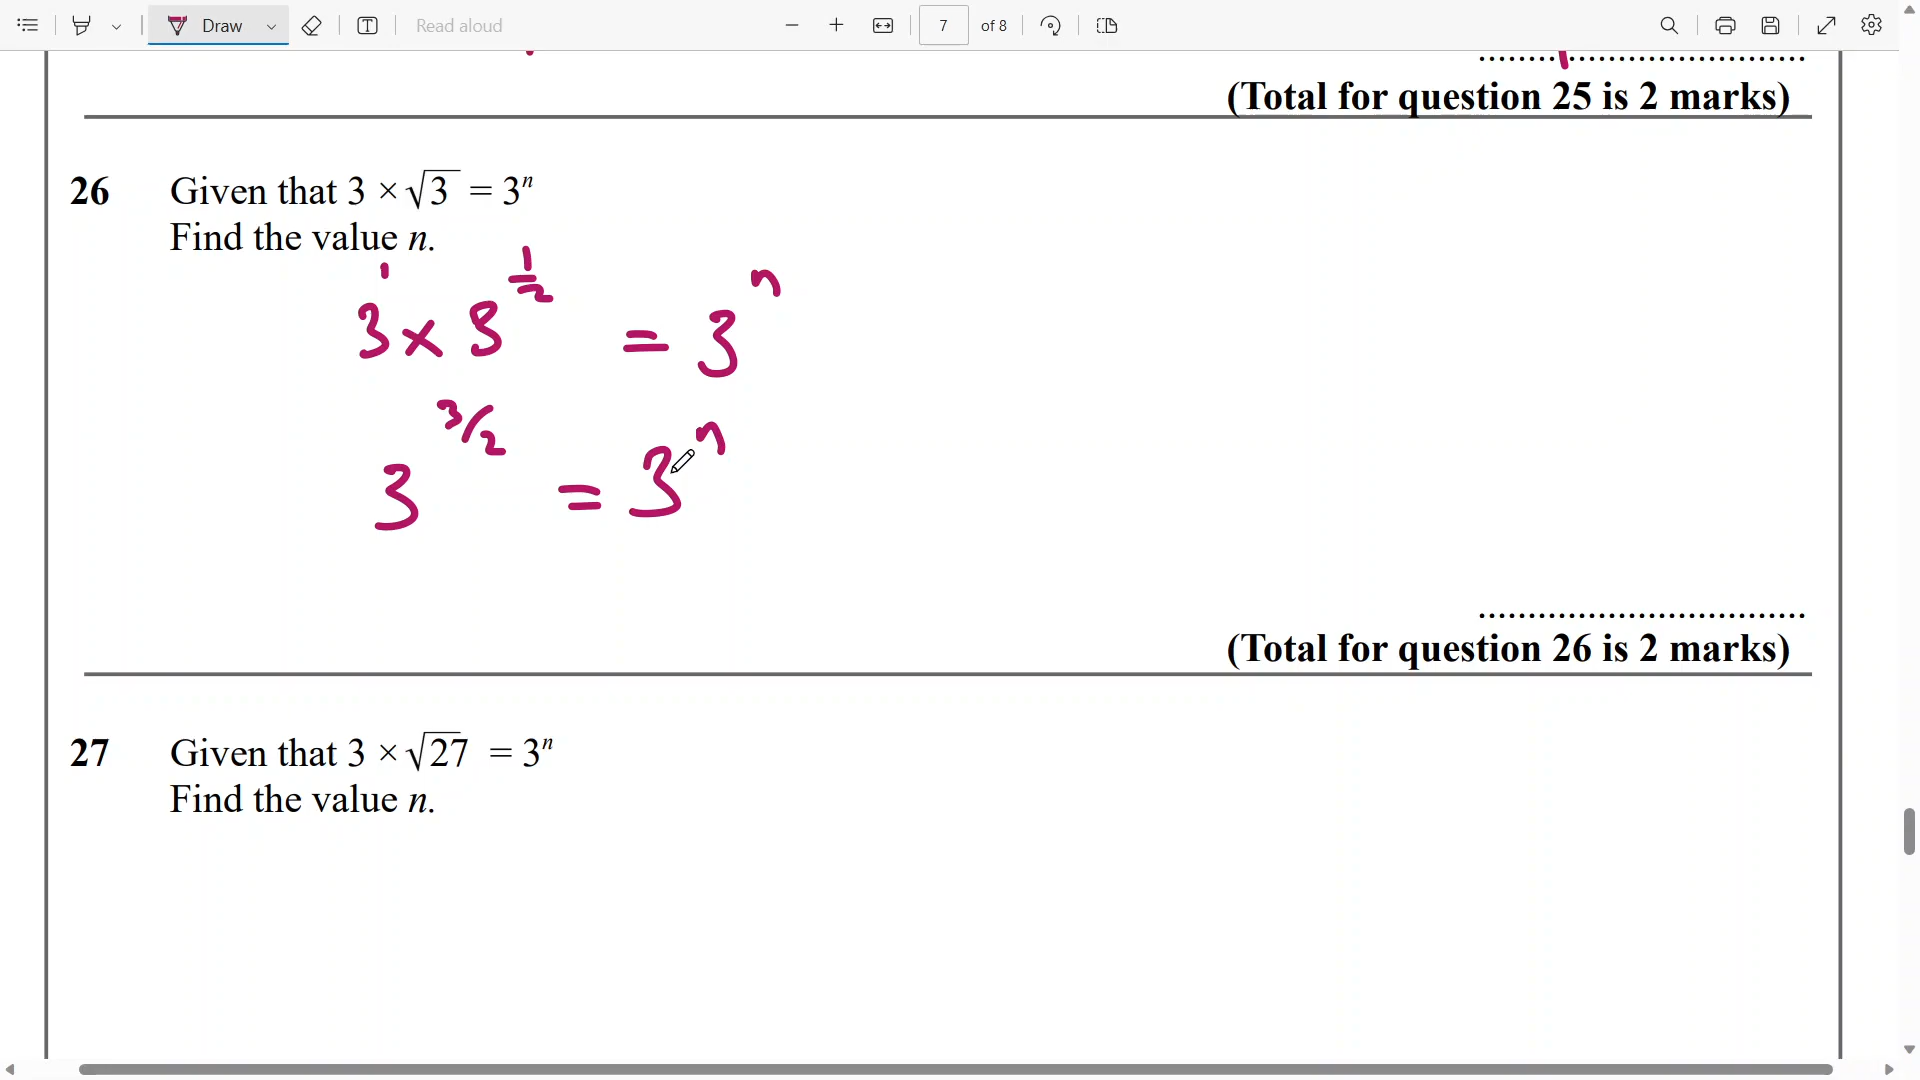 Draw
Read aloud
7 of 8
(Total for question 25 is 2 marks)
26 Given that 3 × √3 = 3ⁿ
Find the value n.
3¹ × 3^½ = 3ⁿ
3^3/2 = 3ⁿ
(Total for question 26 is 2 marks)
27 Given that 3 × √27 = 3ⁿ
Find the value n.